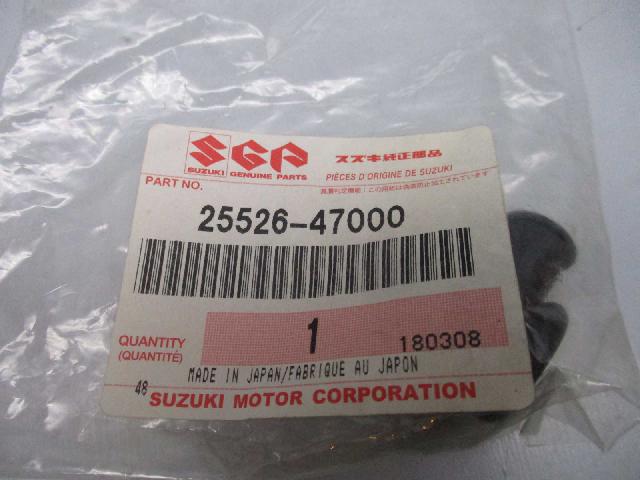 SGP スズキ純正部品
SUZUKI GENUINE PARTS PIÈCES D'ORIGINE DE SUZUKI
PART NO.
25526-47000
QUANTITY 1 180308
(QUANTITÉ)
MADE IN JAPAN/FABRIQUE AU JAPON
48
SUZUKI MOTOR CORPORATION